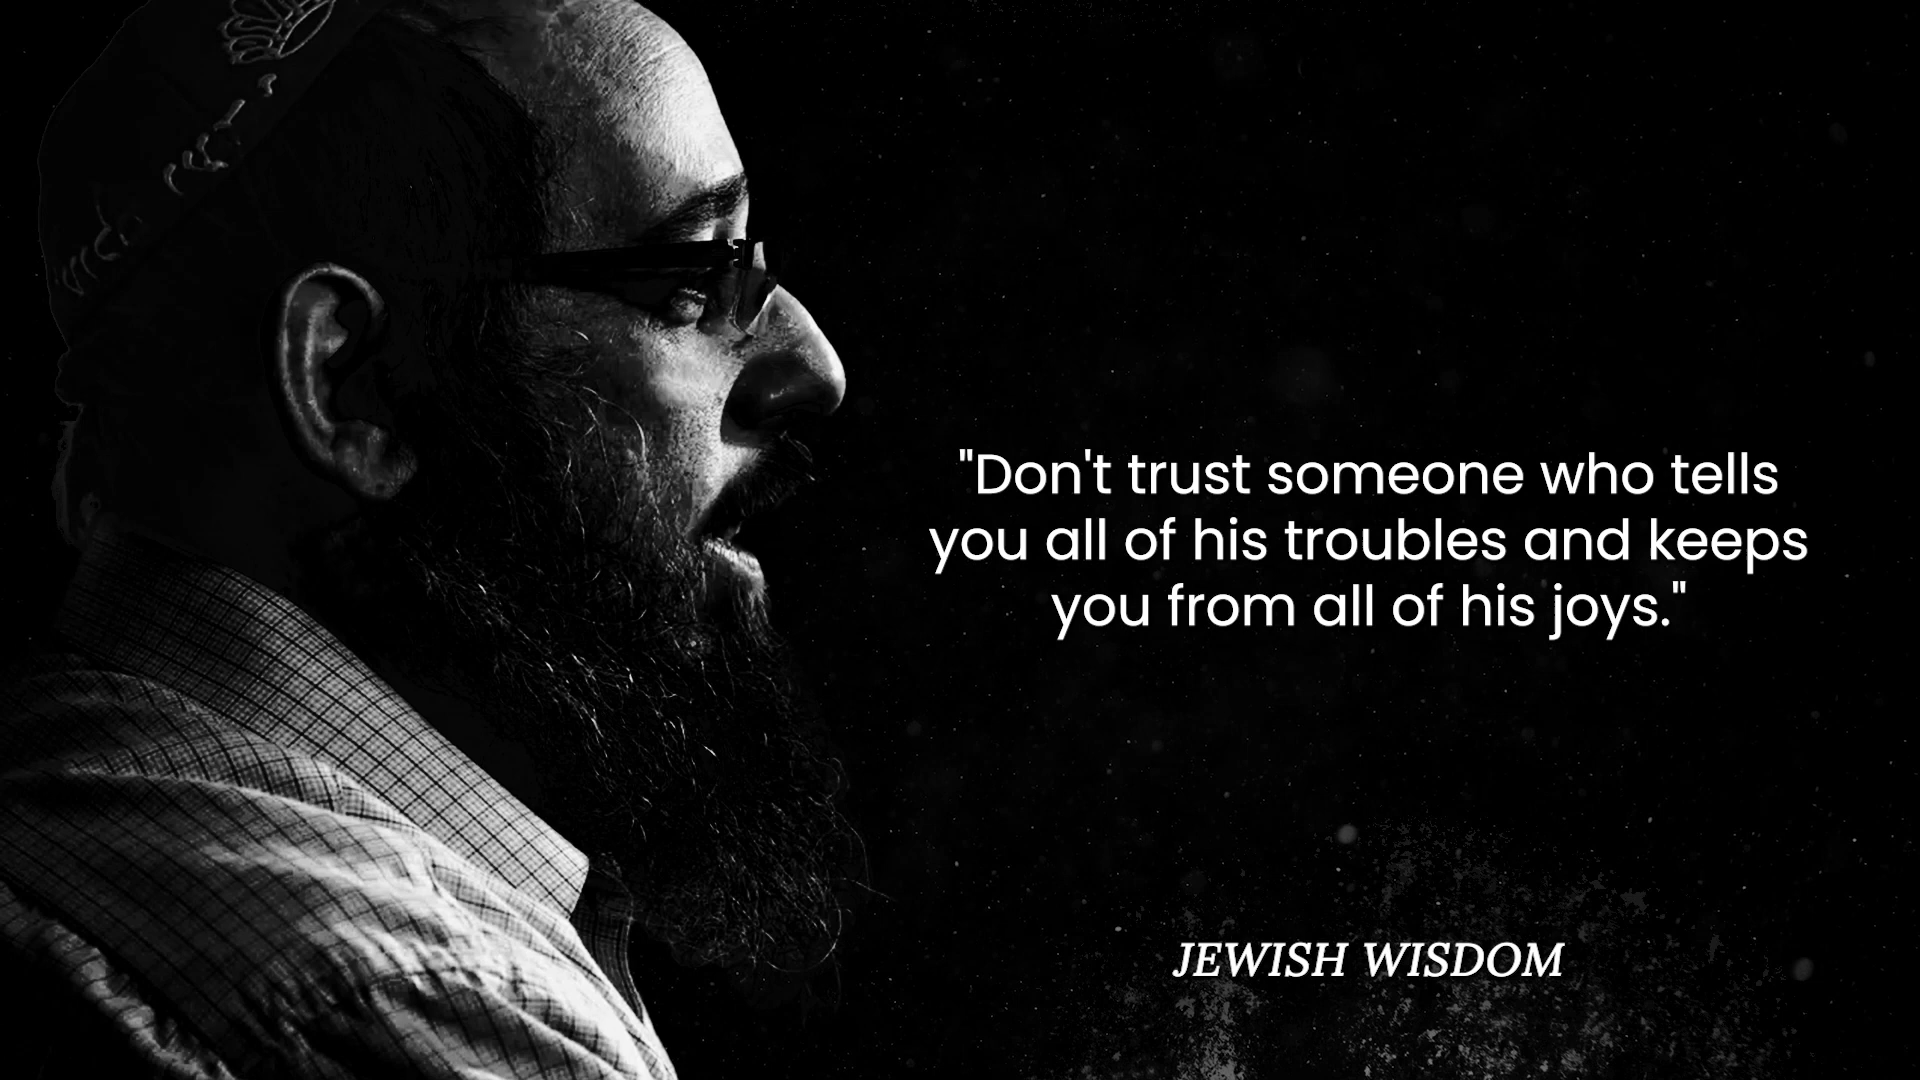 "Don't trust someone who tells
you all of his troubles and keeps
you from all of his joys."
JEWISH WISDOM